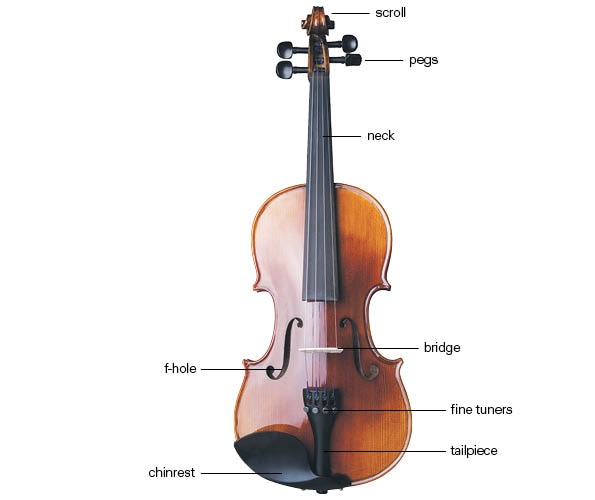 scroll
pegs
neck
bridge
f-hole
fine tuners
tailpiece
chinrest